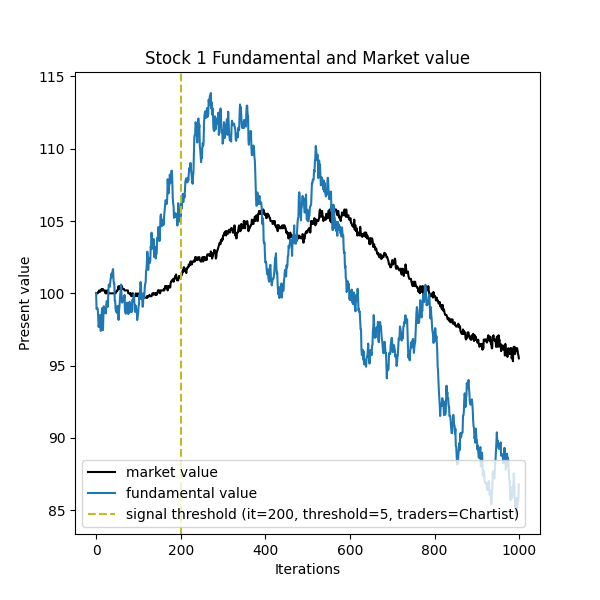 Stock 1 Fundamental and Market value
115
110
105
100
95
90
85
Present value
market value
fundamental value
signal threshold (it=200, threshold=5, traders=Chartist)
0 200 400 600 800 1000
Iterations